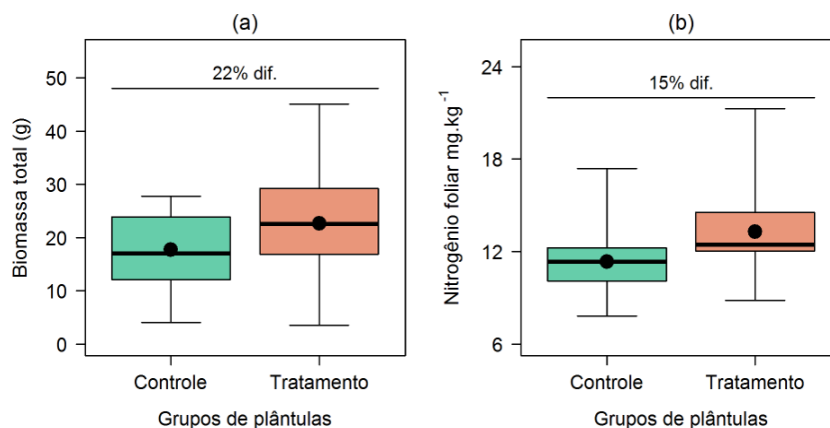 (a)
22% dif.
Biomassa total (g)
50
40
30
20
10
0
Controle
Tratamento
Grupos de plântulas
(b)
15% dif.
Nitrogênio foliar mg.kg⁻¹
24
18
12
6
Controle
Tratamento
Grupos de plântulas